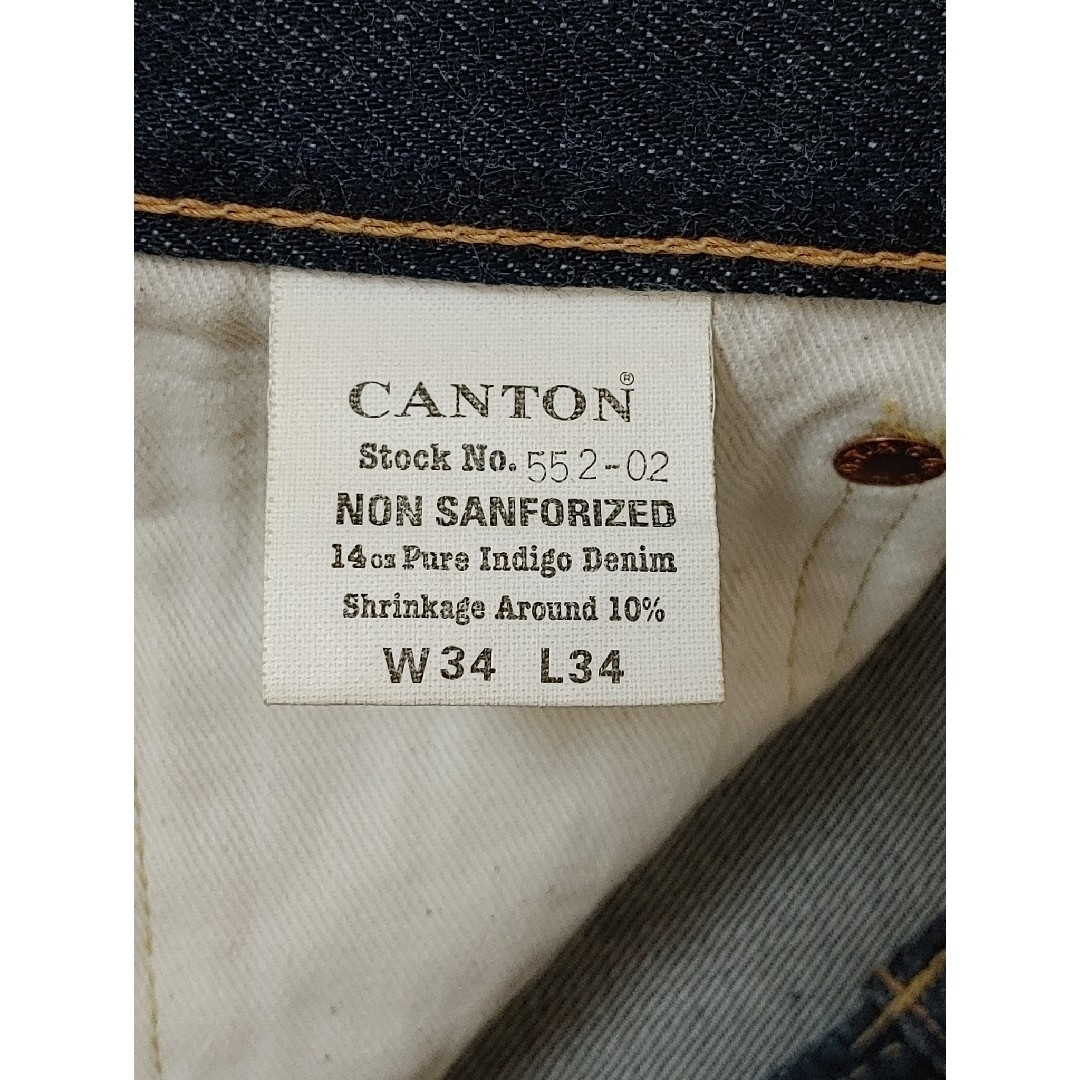 CANTON®
Stock No. 552-02
NON SANFORIZED
14oz Pure Indigo Denim
Shrinkage Around 10%
W34 L34